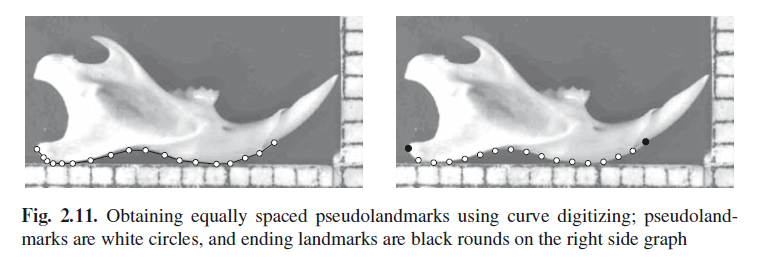 Fig. 2.11. Obtaining equally spaced pseudolandmarks using curve digitizing; pseudoland-
marks are white circles, and ending landmarks are black rounds on the right side graph